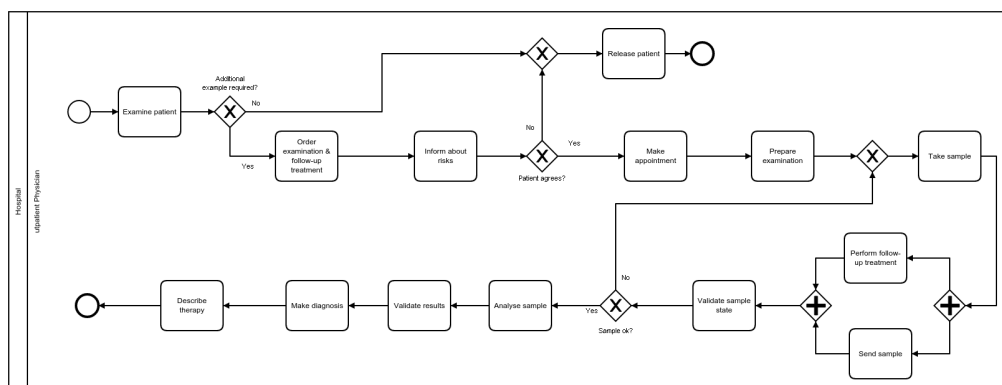 Hospital
utpatient Physician
Examine patient
Additional
example required?
No
Yes
Order
examination &
follow-up
treatment
Inform about
risks
No
Patient agrees?
Yes
Release patient
Make
appointment
Prepare
examination
Take sample
Perform follow-
up treatment
Send sample
Validate sample
state
No
Yes
Sample ok?
Analyse sample
Validate results
Make diagnosis
Describe
therapy